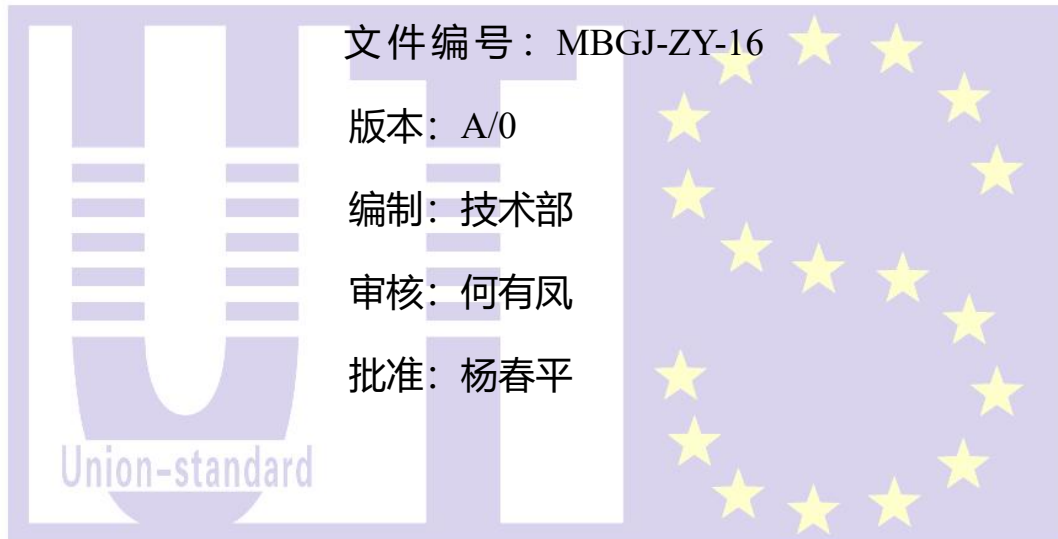 文件编号：MBGJ-ZY-16
版本：A/0
编制：技术部
审核：何有凤
批准：杨春平
Union-standard